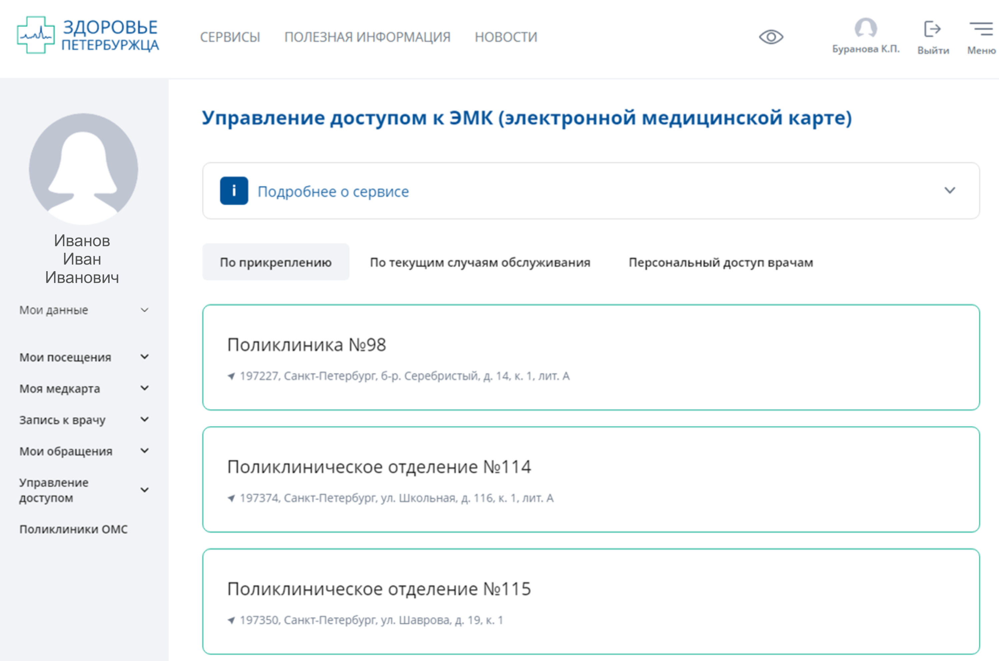 ЗДОРОВЬЕ
ПЕТЕРБУРЖЦА
СЕРВИСЫ
ПОЛЕЗНАЯ ИНФОРМАЦИЯ
НОВОСТИ
Буранова К.П.
Выйти
Меню
Иванов
Иван
Иванович
Мои данные
Мои посещения
Моя медкарта
Запись к врачу
Мои обращения
Управление
доступом
Поликлиники ОМС
Управление доступом к ЭМК (электронной медицинской карте)
i Подробнее о сервисе
По прикреплению
По текущим случаям обслуживания
Персональный доступ врачам
Поликлиника №98
197227, Санкт-Петербург, б-р. Серебристый, д. 14, к. 1, лит. А
Поликлиническое отделение №114
197374, Санкт-Петербург, ул. Школьная, д. 116, к. 1, лит. А
Поликлиническое отделение №115
197350, Санкт-Петербург, ул. Шаврова, д. 19, к. 1